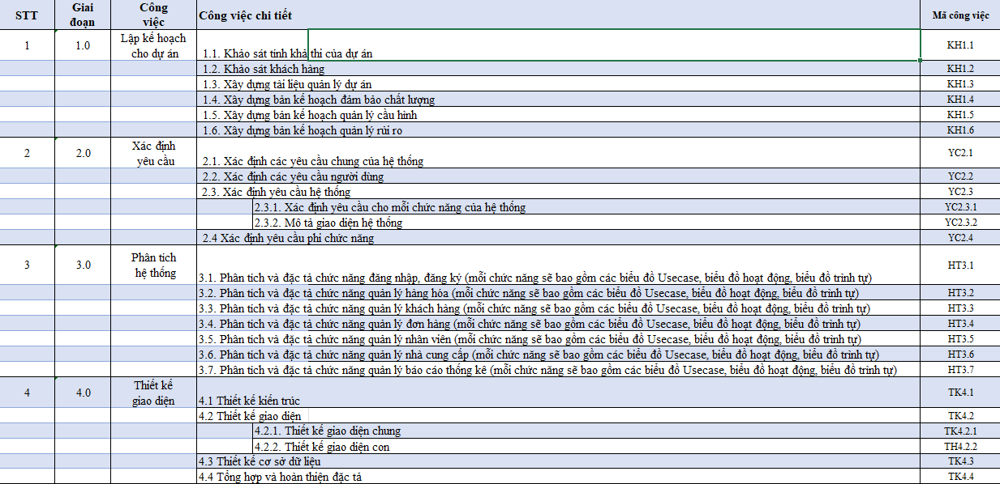 STT Giai đoạn Công việc Công việc chi tiết Mã công việc
1 1.0 Lập kế hoạch cho dự án 1.1. Khảo sát tính khả thi của dự án KH1.1
1.2. Khảo sát khách hàng KH1.2
1.3. Xây dựng tài liệu quản lý dự án KH1.3
1.4. Xây dựng bản kế hoạch đảm bảo chất lượng KH1.4
1.5. Xây dựng bản kế hoạch quản lý cầu hình KH1.5
1.6. Xây dựng bản kế hoạch quản lý rủi ro KH1.6
2 2.0 Xác định yêu cầu 2.1. Xác định các yêu cầu chung của hệ thống YC2.1
2.2. Xác định các yêu cầu người dùng YC2.2
2.3. Xác định yêu cầu hệ thống YC2.3
2.3.1. Xác định yêu cầu cho mỗi chức năng của hệ thống YC2.3.1
2.3.2. Mô tả giao diện hệ thống YC2.3.2
2.4 Xác định yêu cầu phi chức năng YC2.4
3 3.0 Phân tích hệ thống 3.1. Phân tích và đặc tả chức năng đăng nhập, đăng ký (mỗi chức năng sẽ bao gồm các biểu đồ Usecase, biểu đồ hoạt động, biểu đồ trình tự) HT3.1
3.2. Phân tích và đặc tả chức năng quản lý hàng hóa (mỗi chức năng sẽ bao gồm các biểu đồ Usecase, biểu đồ hoạt động, biểu đồ trình tự) HT3.2
3.3. Phân tích và đặc tả chức năng quản lý khách hàng (mỗi chức năng sẽ bao gồm các biểu đồ Usecase, biểu đồ hoạt động, biểu đồ trình tự) HT3.3
3.4. Phân tích và đặc tả chức năng quản lý đơn hàng (mỗi chức năng sẽ bao gồm các biểu đồ Usecase, biểu đồ hoạt động, biểu đồ trình tự) HT3.4
3.5. Phân tích và đặc tả chức năng quản lý nhân viên (mỗi chức năng sẽ bao gồm các biểu đồ Usecase, biểu đồ hoạt động, biểu đồ trình tự) HT3.5
3.6. Phân tích và đặc tả chức năng quản lý nhà cung cấp (mỗi chức năng sẽ bao gồm các biểu đồ Usecase, biểu đồ hoạt động, biểu đồ trình tự) HT3.6
3.7. Phân tích và đặc tả chức năng quản lý báo cáo thống kê (mỗi chức năng sẽ bao gồm các biểu đồ Usecase, biểu đồ hoạt động, biểu đồ trình tự) HT3.7
4 4.0 Thiết kế giao diện 4.1 Thiết kế kiến trúc TK4.1
4.2 Thiết kế giao diện TK4.2
4.2.1. Thiết kế giao diện chung TK4.2.1
4.2.2. Thiết kế giao diện con TH4.2.2
4.3 Thiết kế cơ sở dữ liệu TK4.3
4.4 Tổng hợp và hoàn thiện đặc tả TK4.4